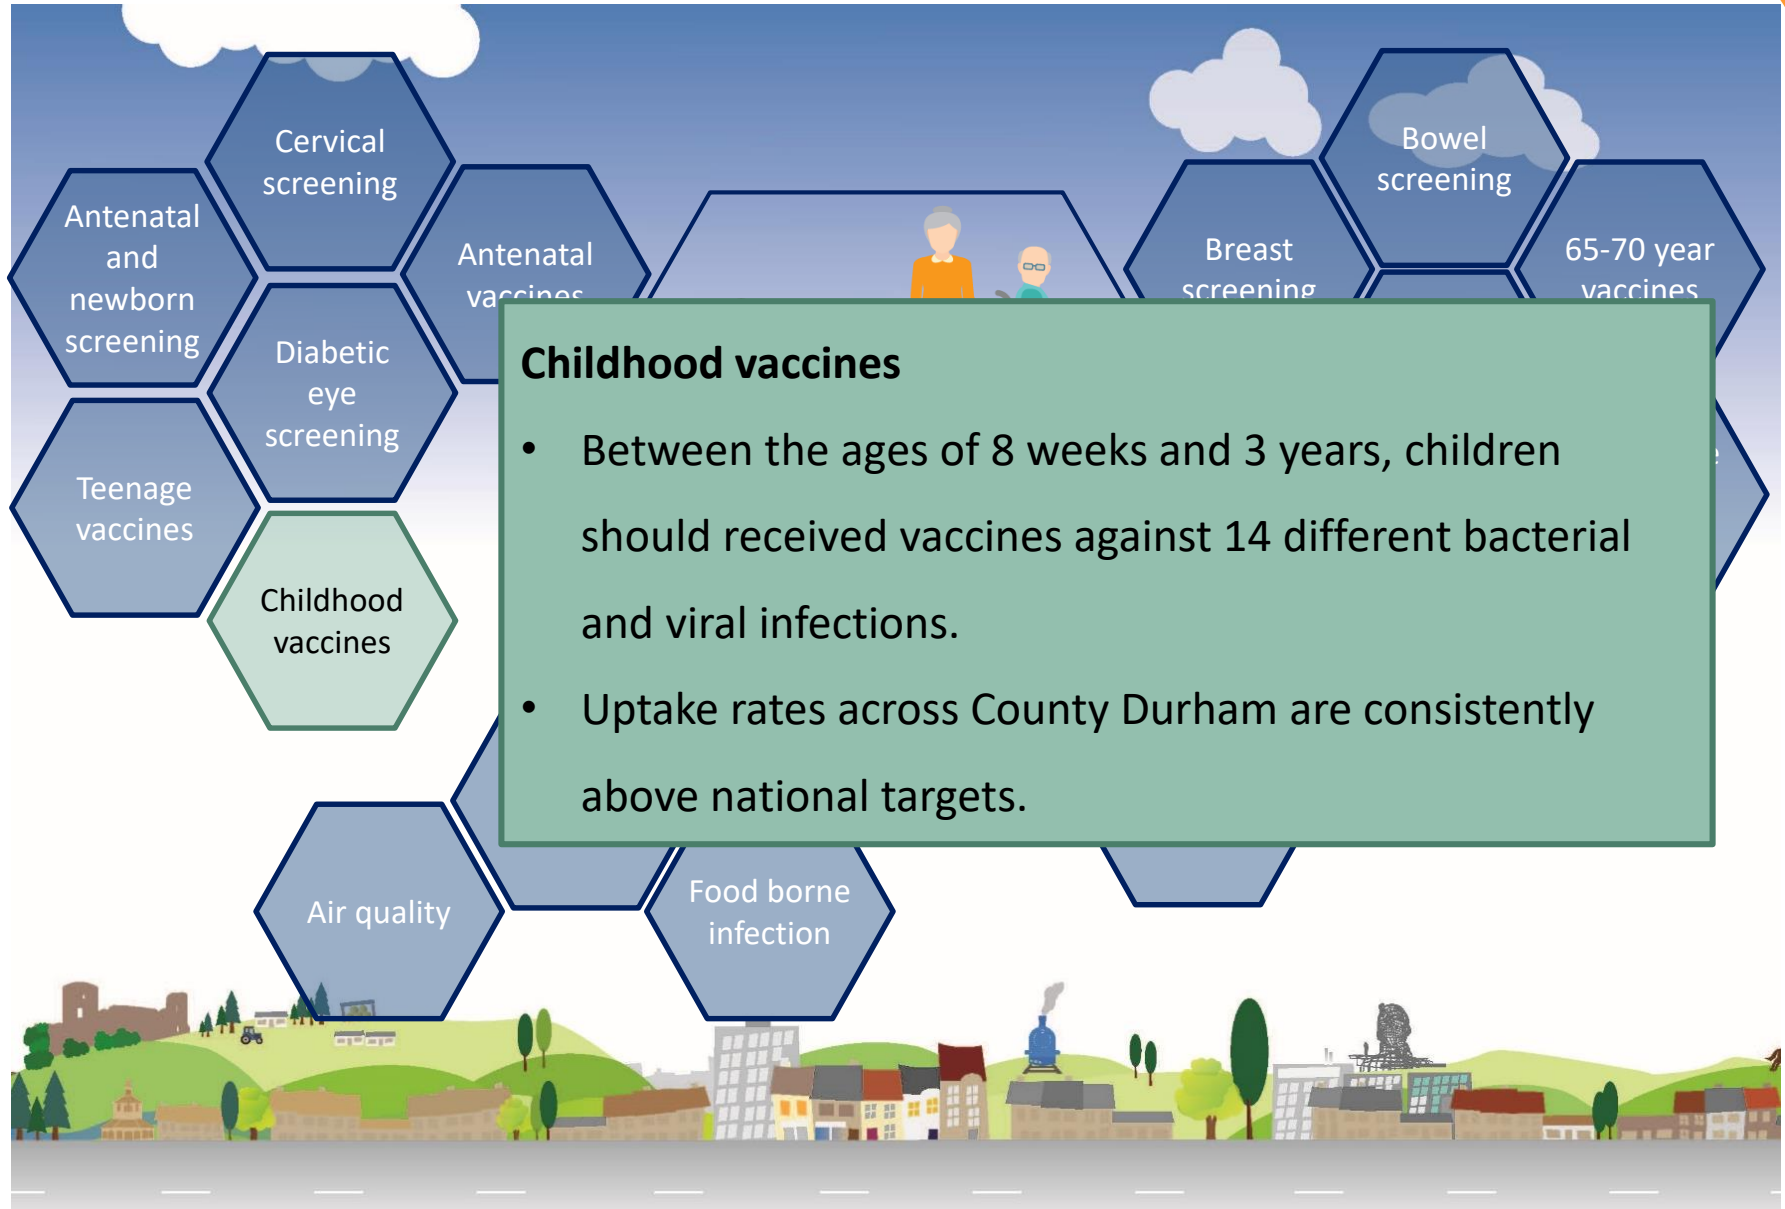 Cervical
screening
Antenatal
and
newborn
screening
Antenatal
vaccines
Diabetic
eye
screening
Teenage
vaccines
Childhood
vaccines
Bowel
screening
Breast
screening
65-70 year
vaccines
Childhood vaccines
• Between the ages of 8 weeks and 3 years, children
should received vaccines against 14 different bacterial
and viral infections.
• Uptake rates across County Durham are consistently
above national targets.
Air quality
Food borne
infection